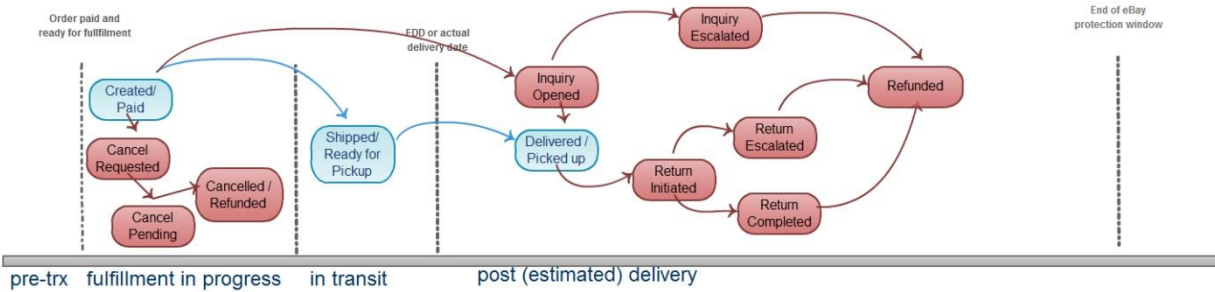 Order paid and
ready for fullfilment
EDD or actual
delivery date
End of eBay
protection window
Inquiry
Escalated
Inquiry
Opened
Refunded
Created/
Paid
Shipped/
Ready for
Pickup
Delivered /
Picked up
Return
Escalated
Cancel
Requested
Cancelled /
Refunded
Return
Initiated
Cancel
Pending
Return
Completed
pre-trx
fulfillment in progress
in transit
post (estimated) delivery